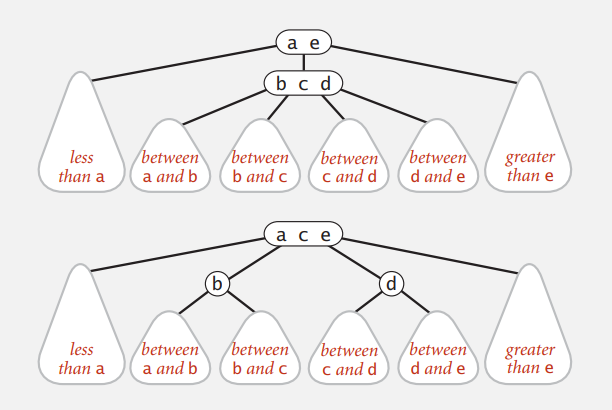 a e
b c d
less
than a
between
a and b
between
b and c
between
c and d
between
d and e
greater
than e
a c e
b
d
less
than a
between
a and b
between
b and c
between
c and d
between
d and e
greater
than e